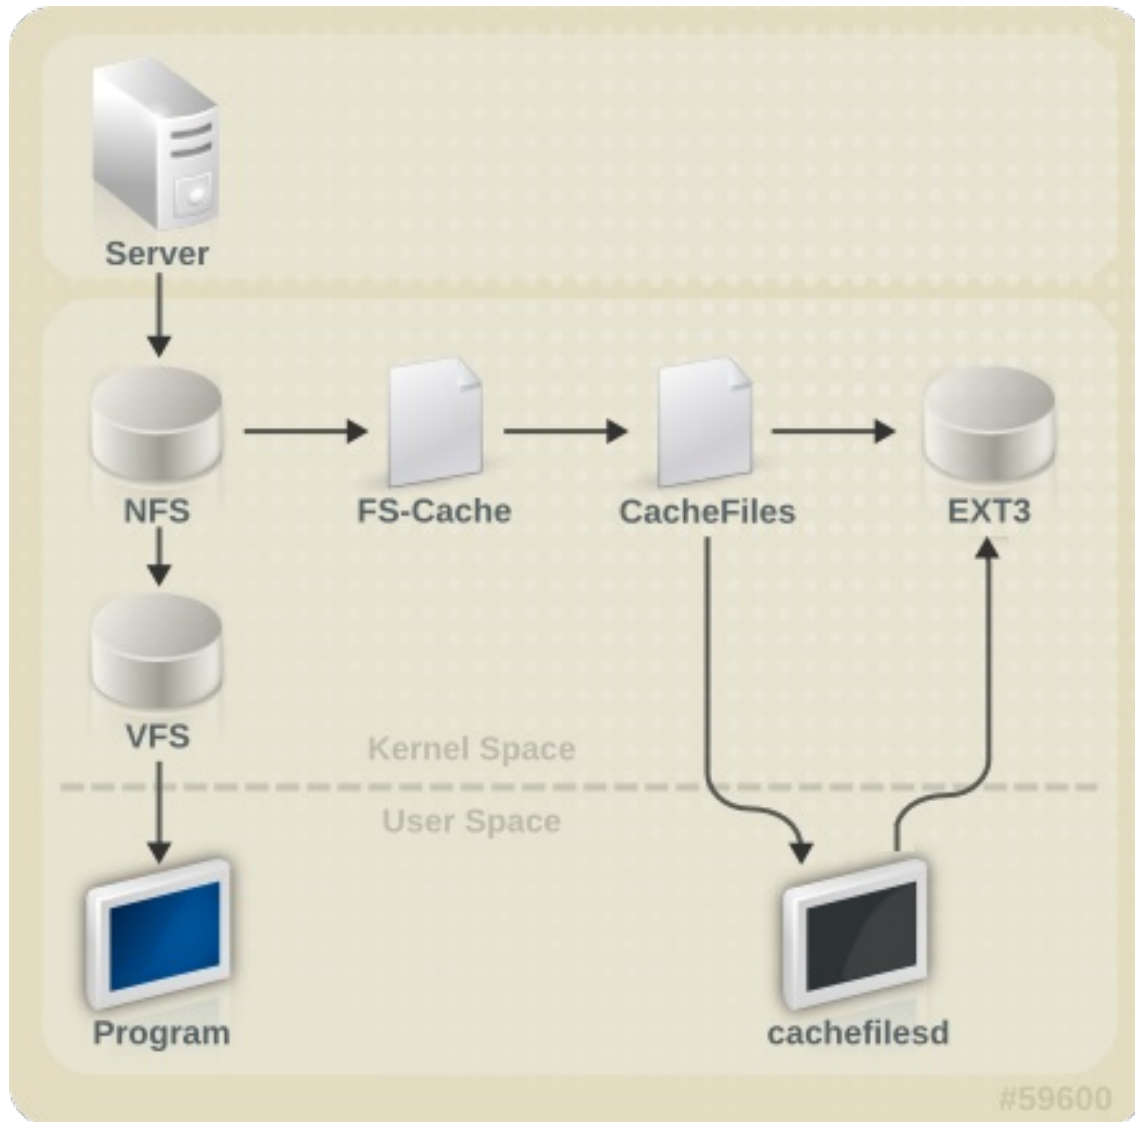 Server
NFS
FS-Cache
CacheFiles
EXT3
VFS
Kernel Space
User Space
Program
cachefilesd
#59600